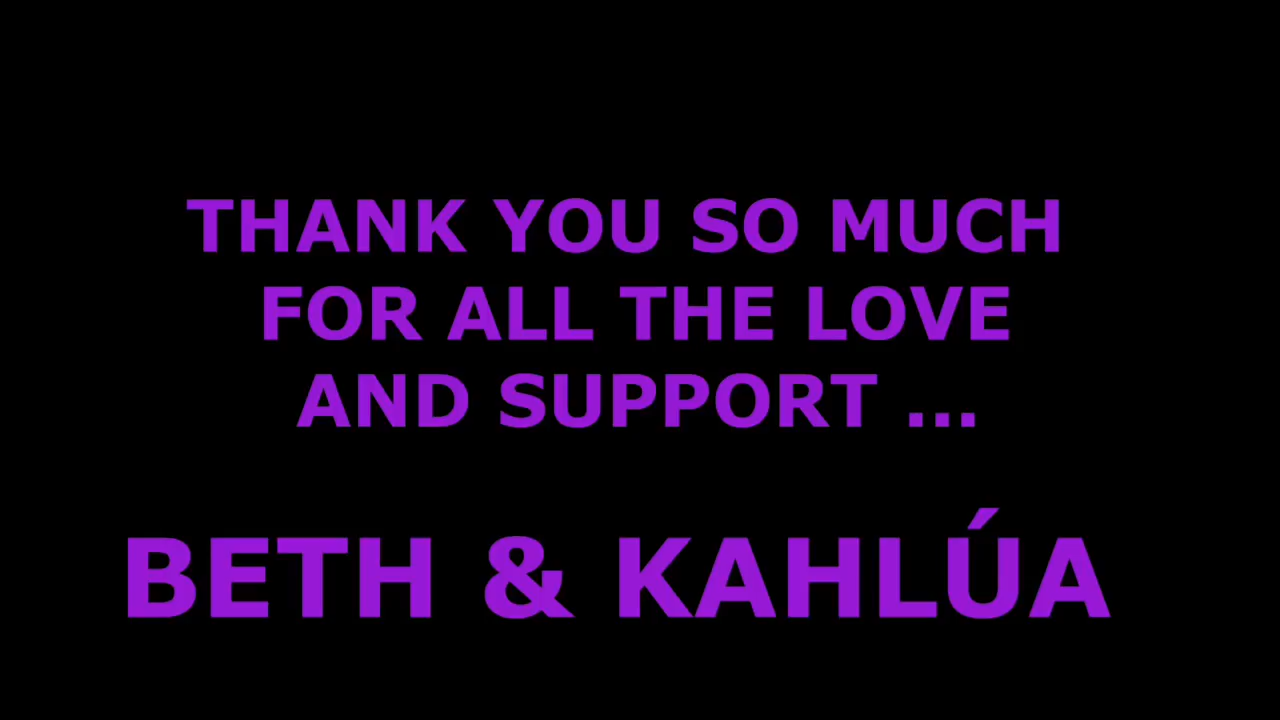 THANK YOU SO MUCH
FOR ALL THE LOVE
AND SUPPORT ...
BETH & KAHLÚA